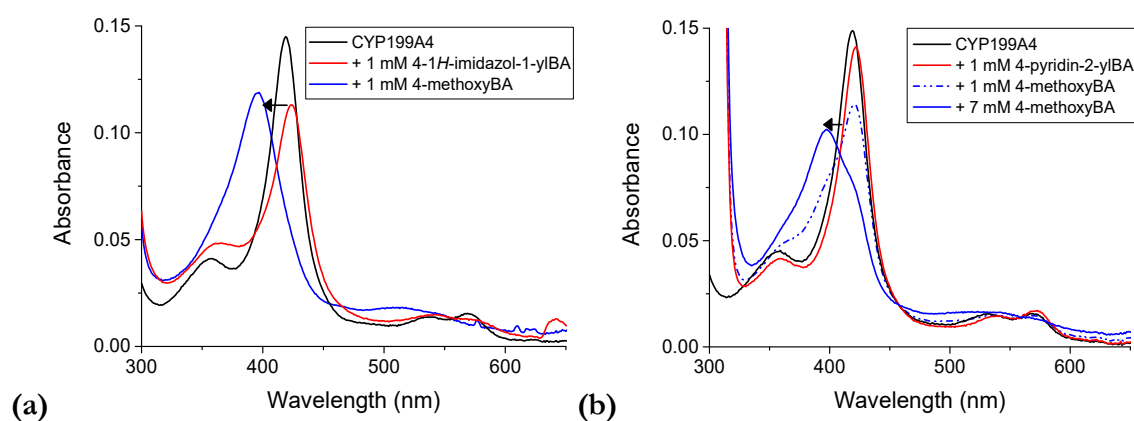 0.15
0.10
0.05
0.00
Absorbance
CYP199A4
+ 1 mM 4-1H-imidazol-1-ylBA
+ 1 mM 4-methoxyBA
300
400
500
600
Wavelength (nm)
(a)
0.15
0.10
0.05
0.00
Absorbance
CYP199A4
+ 1 mM 4-pyridin-2-ylBA
+ 1 mM 4-methoxyBA
+ 7 mM 4-methoxyBA
300
400
500
600
Wavelength (nm)
(b)